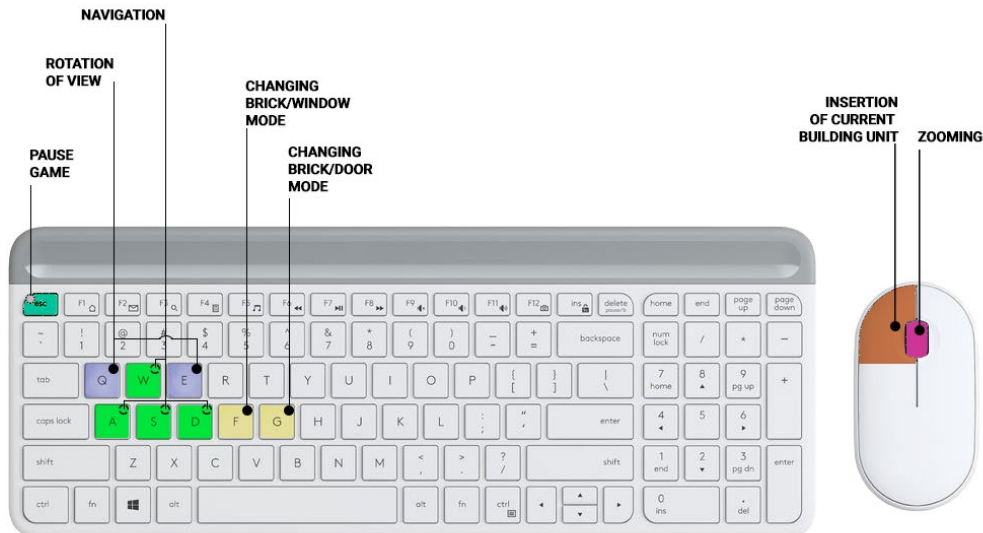 NAVIGATION
ROTATION
OF VIEW
CHANGING
BRICK/WINDOW
MODE
CHANGING
BRICK/DOOR
MODE
PAUSE
GAME
INSERTION
OF CURRENT
BUILDING UNIT
ZOOMING
esc F1 F2 F3 F4 F5 F6 F7 F8 F9 F10 F11 F12 ins delete home end page up page down
~ ` ! 1 @ 2 # 3 $ 4 % 5 ^ 6 & 7 * 8 ( 9 ) 0 _ - + = backspace num lock / * -
tab Q W E R T Y U I O P { [ } ] | \ 7 home 8 9 pg up +
caps lock A S D F G H J K L : ; " ' enter 4 5 6
shift Z X C V B N M < , > . ? / shift 1 end 2 3 pg dn enter
ctrl fn alt alt fn ctrl 0 ins . del